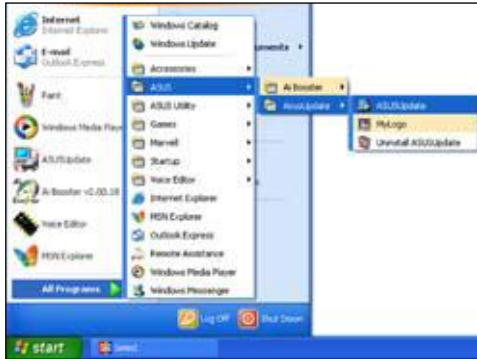 Internet
Internet Explorer
E-mail
Outlook Express
Paint
Windows Media Player
ASUSUpdate
Ai Booster v2.00.18
Voice Editor
MSN Explorer
All Programs
Windows Catalog
Windows Update
Accessories
ASUS
ASUS Utility
Games
Marvell
Startup
Voice Editor
Internet Explorer
MSN Explorer
Outlook Express
Remote Assistance
Windows Media Player
Windows Messenger
Ai Booster
AsusUpdate
ASUSUpdate
MyLogo
Uninstall ASUSUpdate
Log Off
Shut Down
start